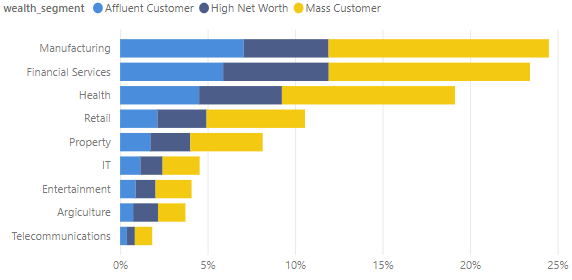 wealth_segment Affluent Customer High Net Worth Mass Customer
Manufacturing
Financial Services
Health
Retail
Property
IT
Entertainment
Argiculture
Telecommunications
0% 5% 10% 15% 20% 25%